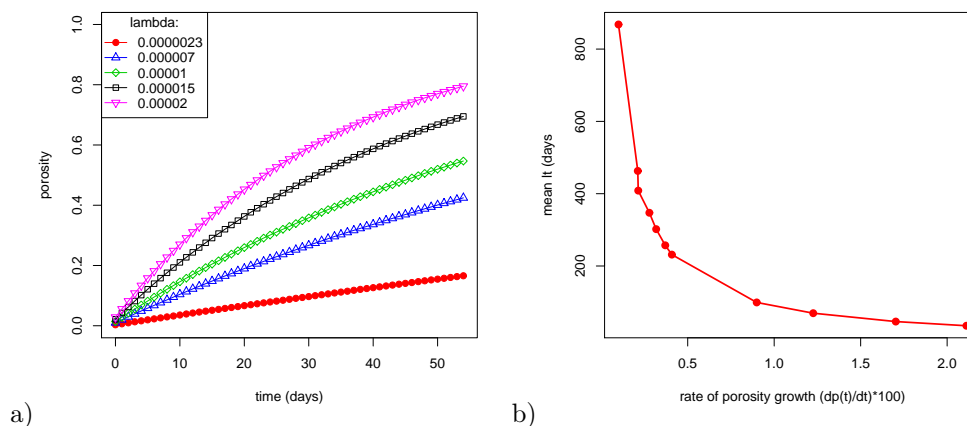 lambda:
0.0000023
0.000007
0.00001
0.000015
0.00002
porosity
0.0 0.2 0.4 0.6 0.8 1.0
0 10 20 30 40 50
time (days)
a)
mean lt (days
200 400 600 800
0.5 1.0 1.5 2.0
rate of porosity growth (dp(t)/dt)*100)
b)